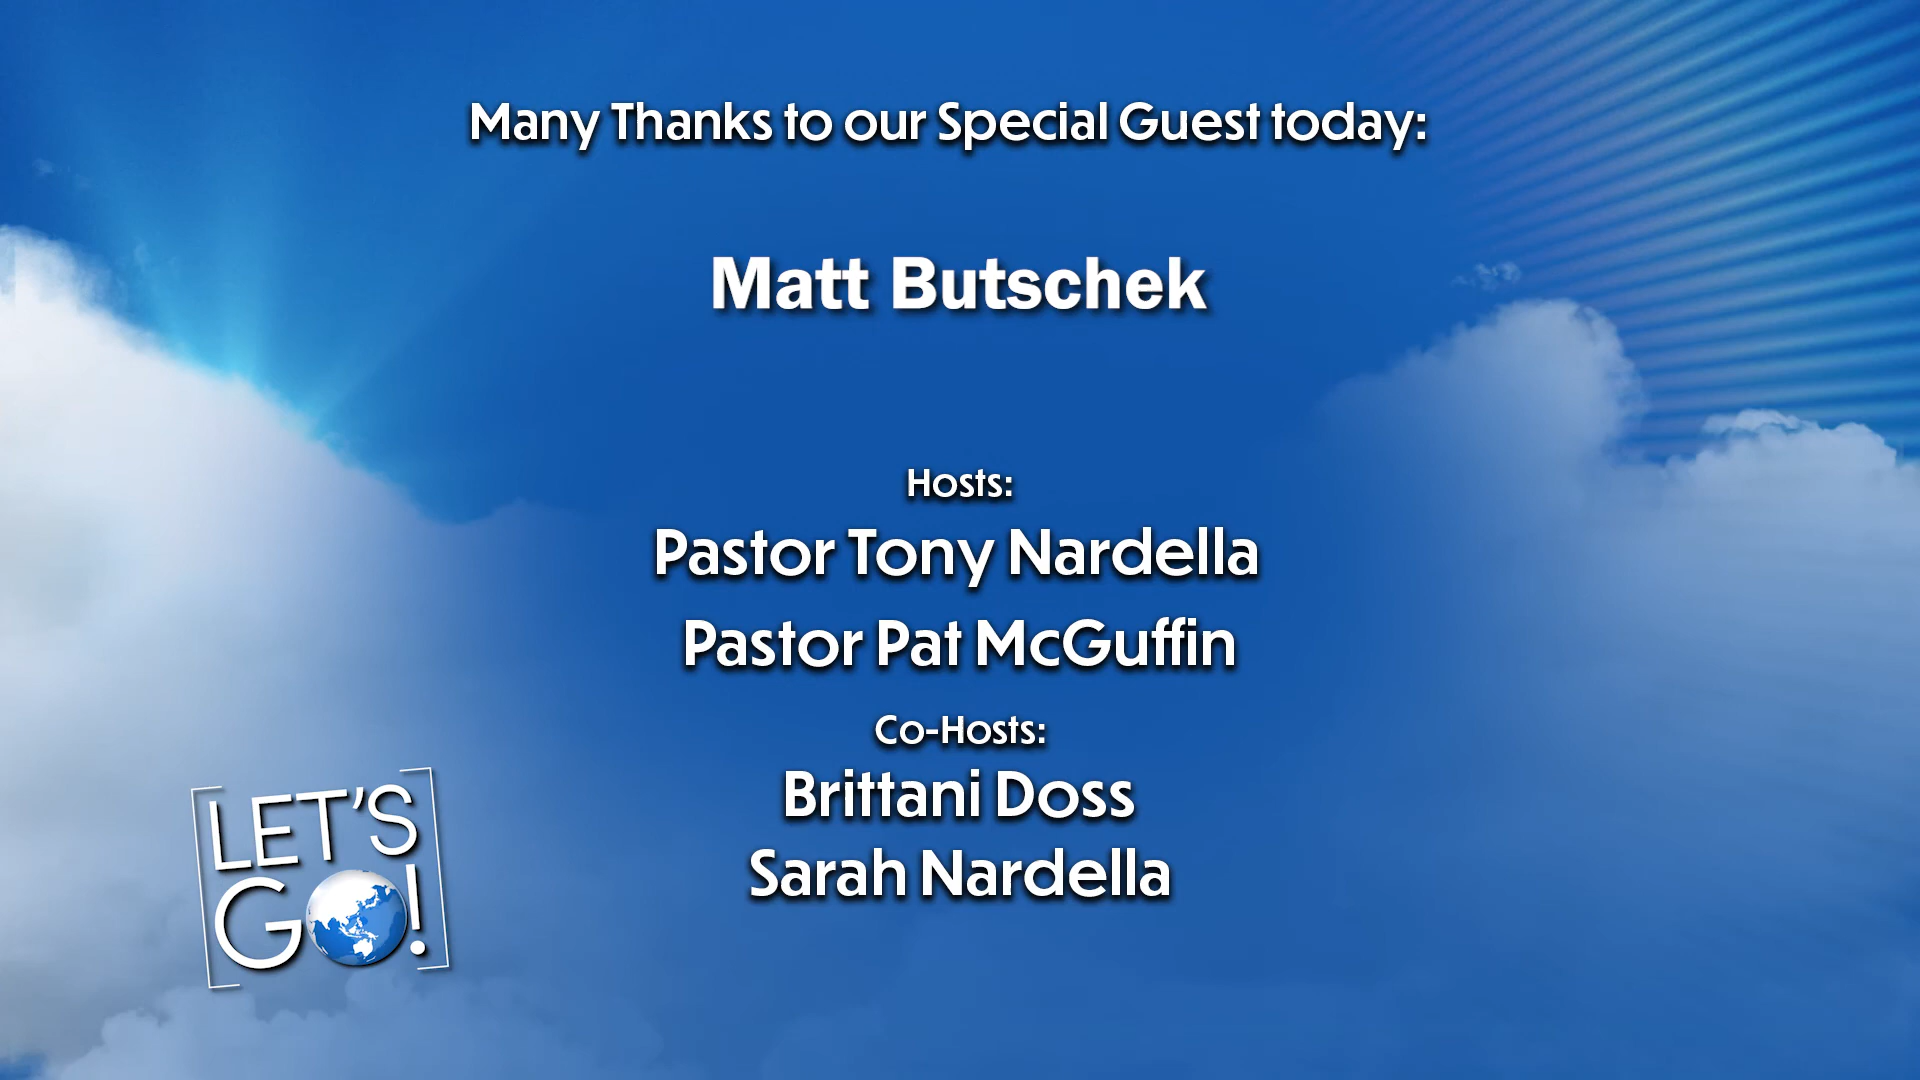 Many Thanks to our Special Guest today:
Matt Butschek
Hosts:
Pastor Tony Nardella
Pastor Pat McGuffin
Co-Hosts:
Brittani Doss
Sarah Nardella
LET'S
GO!